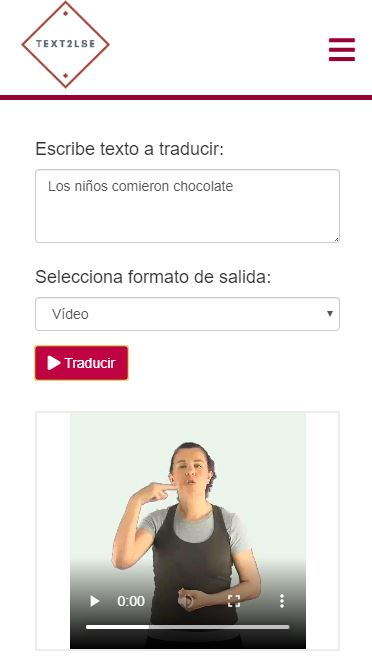 TEXT2LSE
Escribe texto a traducir:
Los niños comieron chocolate
Selecciona formato de salida:
Vídeo
Traducir
0:00